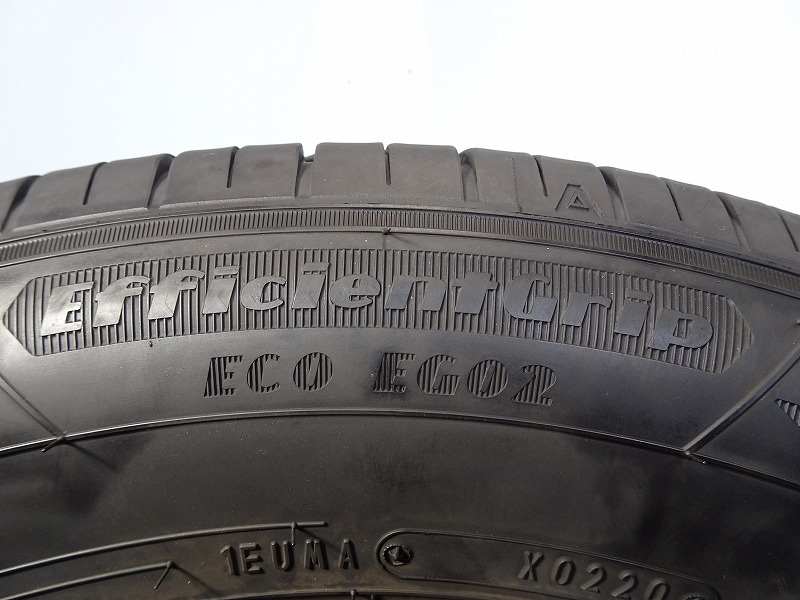 A
EfficientGrip
ECO EG02
1EUMA X0220